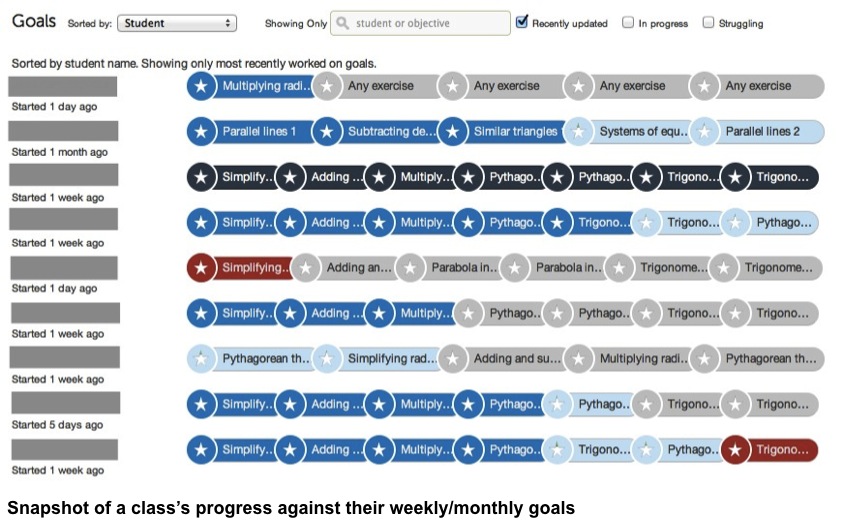 Goals Sorted by: Student Showing Only student or objective Recently updated In progress Struggling
Sorted by student name. Showing only most recently worked on goals.
Multiplying radi... Any exercise Any exercise Any exercise Any exercise
Started 1 day ago
Parallel lines 1 Subtracting de... Similar triangles Systems of equ.. Parallel lines 2
Started 1 month ago
Simplify.. Adding ... Multiply... Pythago.. Pythago.. Trigono... Trigono...
Started 1 week ago
Simplify.. Adding ... Multiply... Pythago.. Trigono... Trigono... Pythago...
Started 1 week ago
Simplifying.. Adding an... Parabola in.. Parabola in.. Trigonome... Trigonome...
Started 1 day ago
Simplify.. Adding ... Multiply... Pythago.. Pythago.. Trigono... Trigono...
Started 1 week ago
Pythagorean th.. Simplifying rad... Adding and su... Multiplying radi.. Pythagorean th...
Started 1 week ago
Simplify.. Adding ... Multiply... Pythago.. Pythago.. Trigono... Trigono...
Started 5 days ago
Simplify.. Adding ... Multiply... Pythago.. Trigono... Pythago.. Trigono...
Started 1 week ago
Snapshot of a class's progress against their weekly/monthly goals